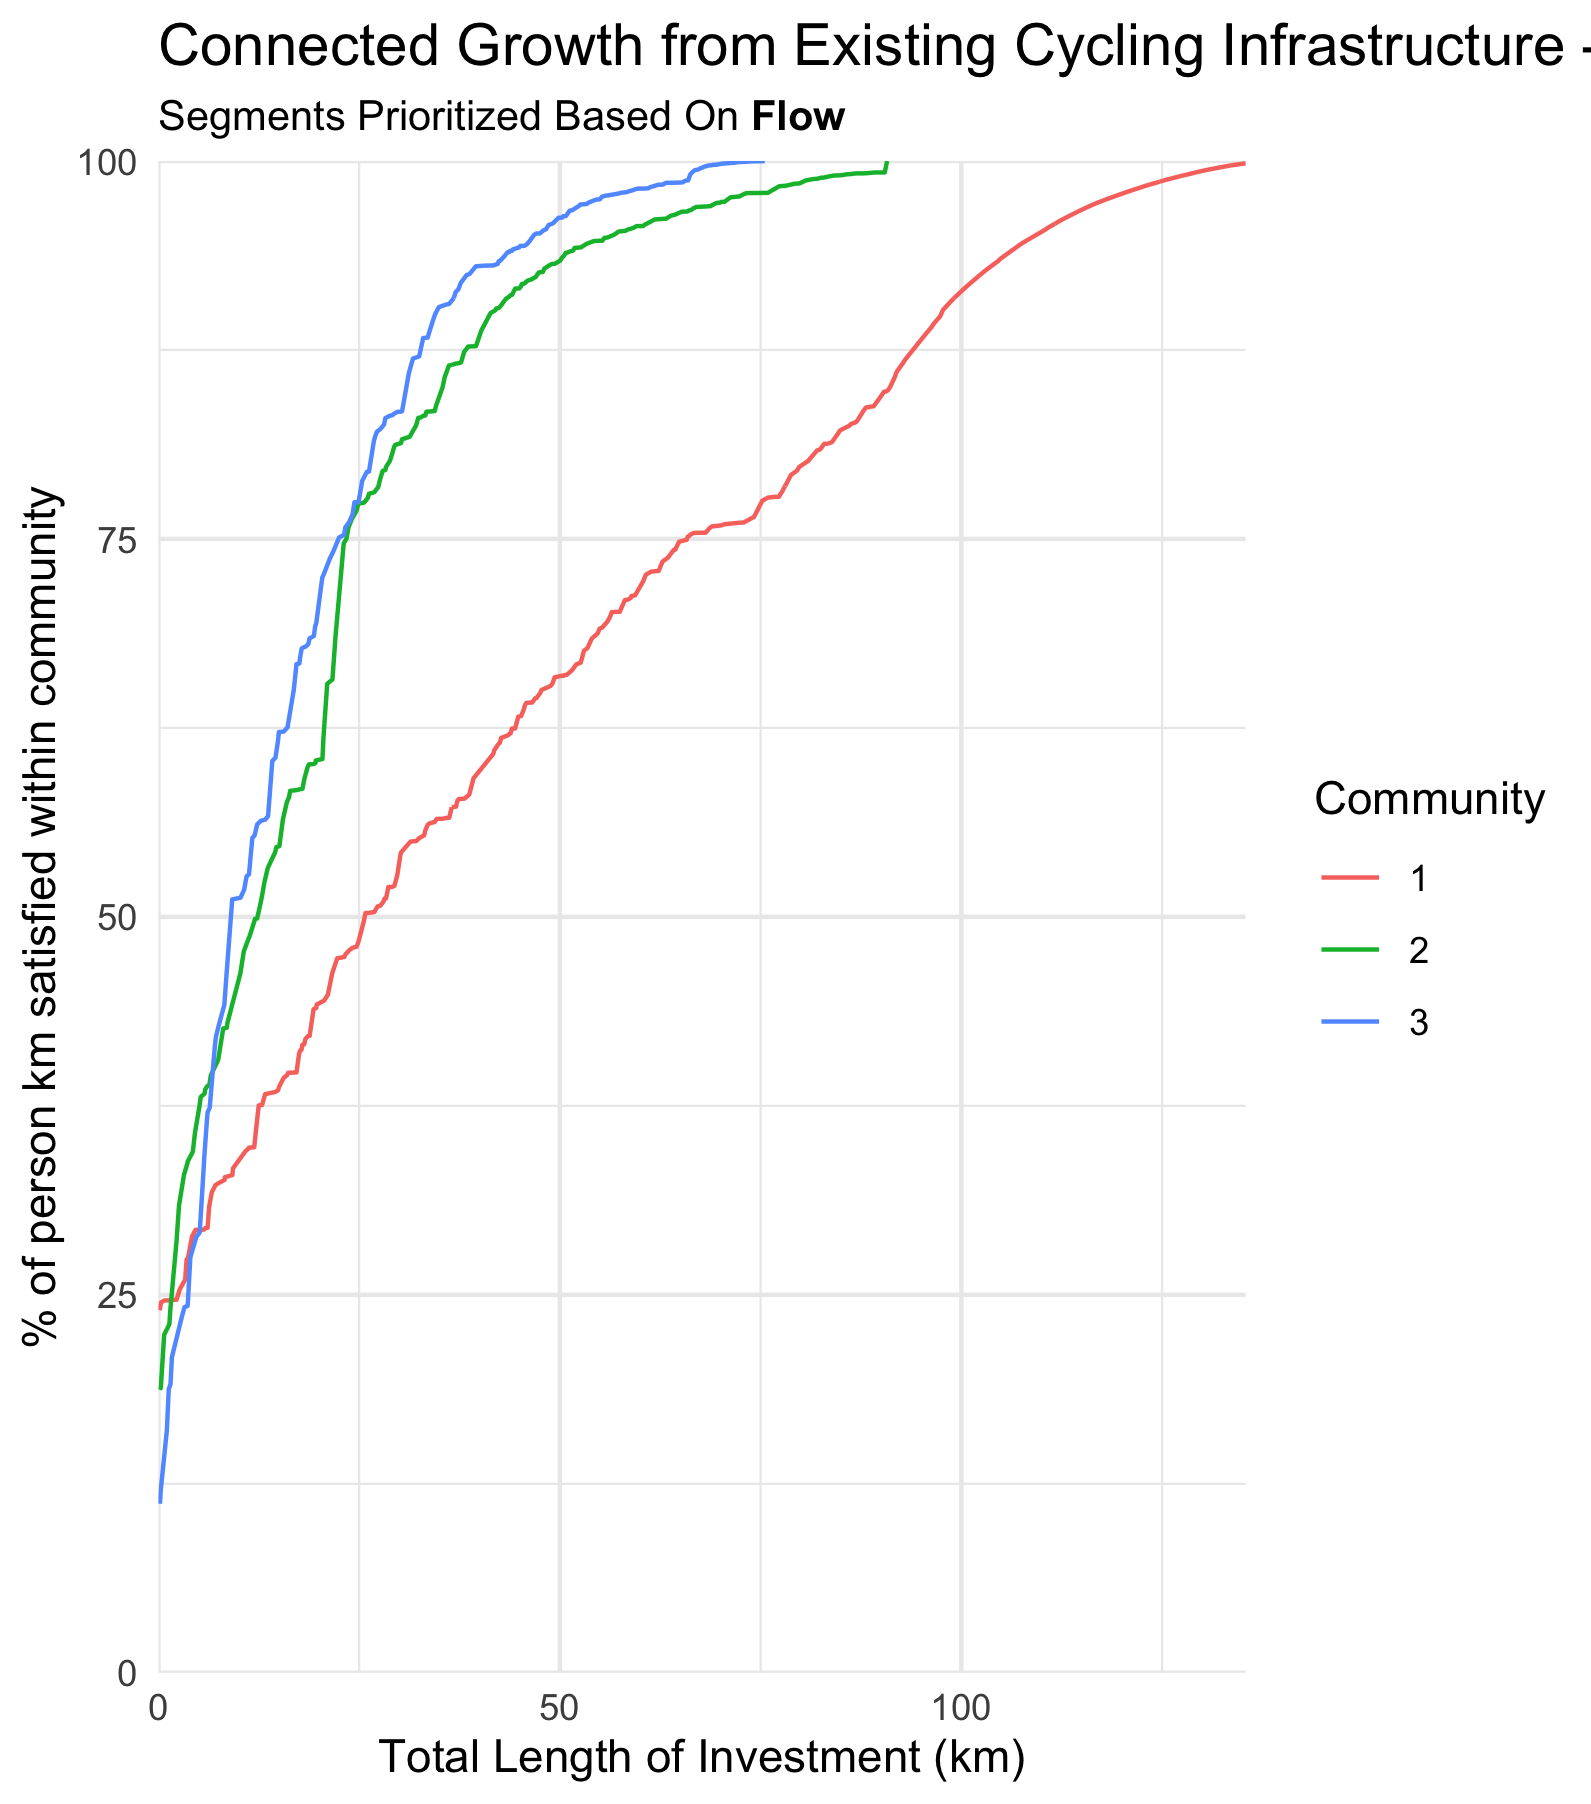 Connected Growth from Existing Cycling Infrastructure -
Segments Prioritized Based On Flow
% of person km satisfied within community
100
75
50
25
0
0 50 100
Total Length of Investment (km)
Community
1
2
3